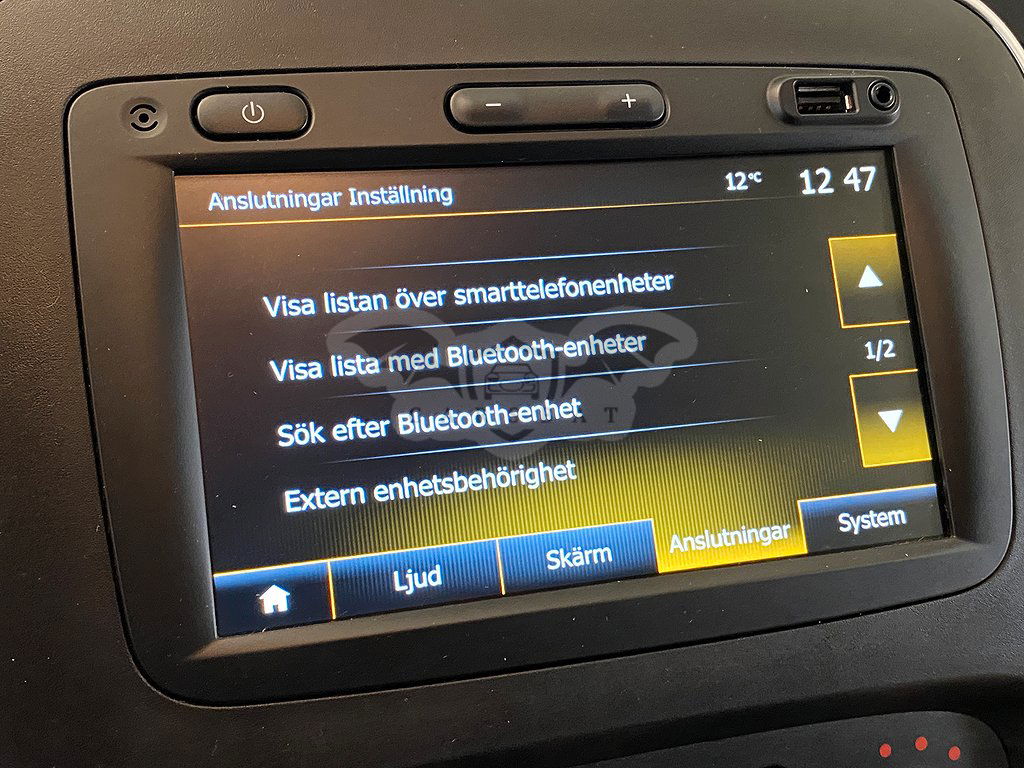 − +
Anslutningar Inställning 12°C 12 47
Visa listan över smarttelefonenheter
Visa lista med Bluetooth-enheter
1/2
Sök efter Bluetooth-enhet
Extern enhetsbehörighet
Ljud Skärm Anslutningar System